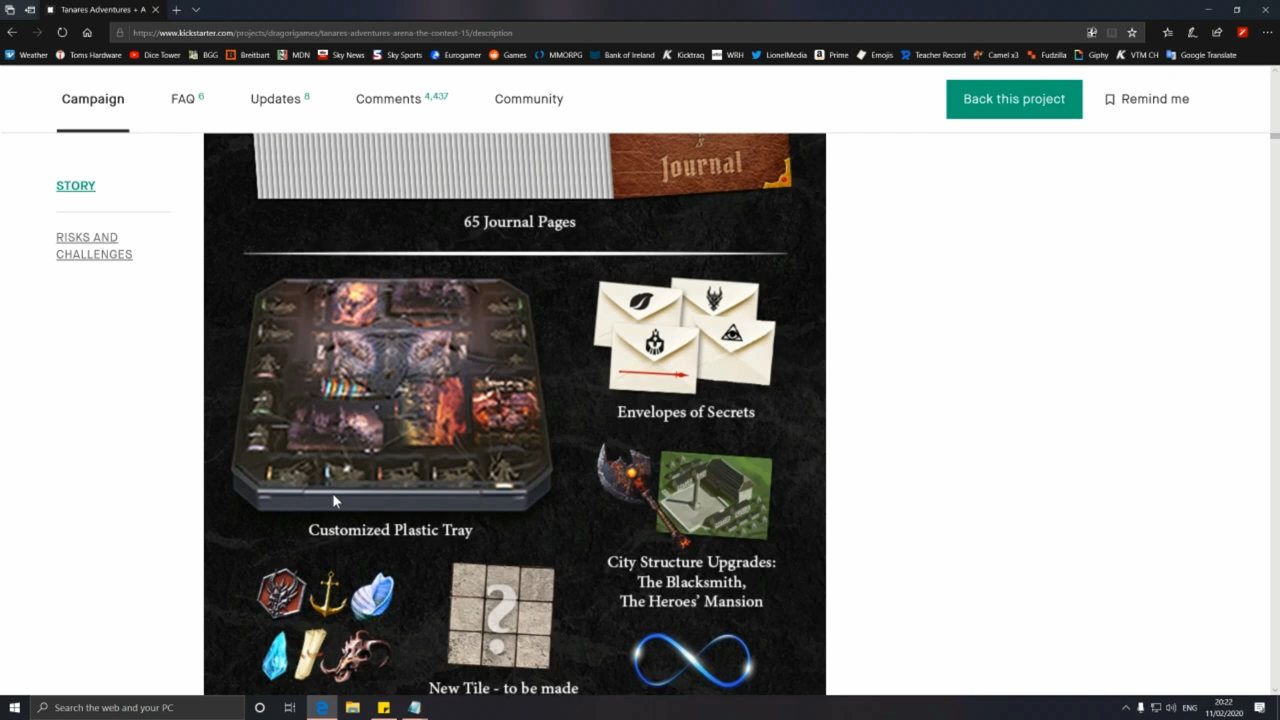 Tanares Adventures + A
https://www.kickstarter.com/projects/dragorigames/tanares-adventures-arena-the-contest-15/description
Weather Toms Hardware Dice Tower BGG Breitbart MDN Sky News Sky Sports Eurogamer Games MMORPG Bank of Ireland Kicktraq WRH LionelMedia Prime Emojis Teacher Record Camel x3 Fudzilla Giphy VTM CH Google Translate
Campaign FAQ 6 Updates 8 Comments 4,437 Community Back this project Remind me
STORY
RISKS AND
CHALLENGES
Journal
65 Journal Pages
Envelopes of Secrets
Customized Plastic Tray
City Structure Upgrades:
The Blacksmith,
The Heroes' Mansion
?
New Tile - to be made
Search the web and your PC
ENG
20:22
11/02/2020